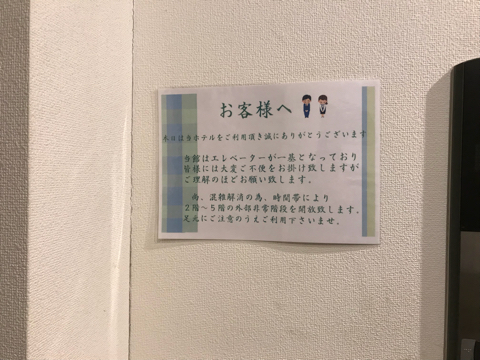 お客様へ
本日は当ホテルをご利用頂き誠にありがとうございます
当館はエレベーターが一基となっており
皆様には大変ご不便をお掛け致しますが
ご理解のほどお願い致します。
尚、混雑解消の為、時間帯により
2階～5階の外部非常階段を開放致します。
足元にご注意のうえご利用下さいませ。